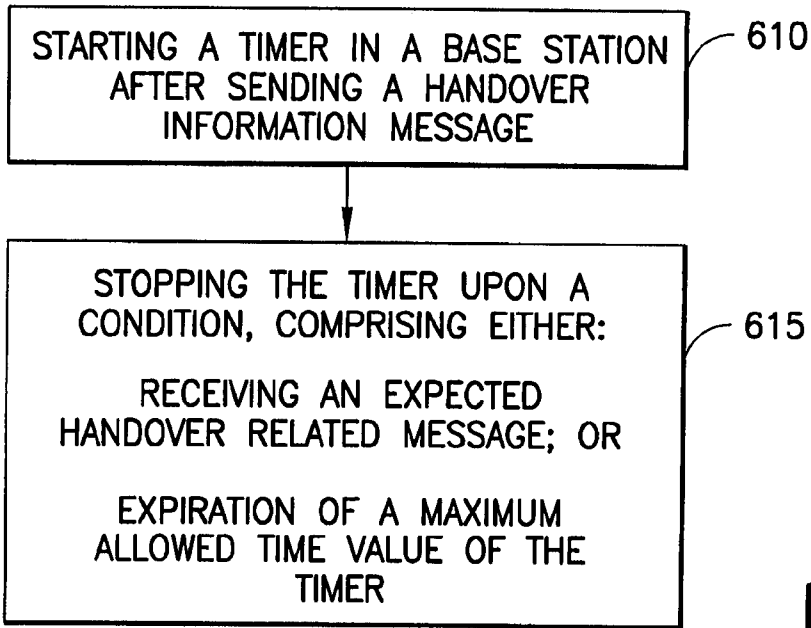 STARTING A TIMER IN A BASE STATION
AFTER SENDING A HANDOVER
INFORMATION MESSAGE
610
STOPPING THE TIMER UPON A
CONDITION, COMPRISING EITHER:
RECEIVING AN EXPECTED
HANDOVER RELATED MESSAGE; OR
EXPIRATION OF A MAXIMUM
ALLOWED TIME VALUE OF THE
TIMER
615